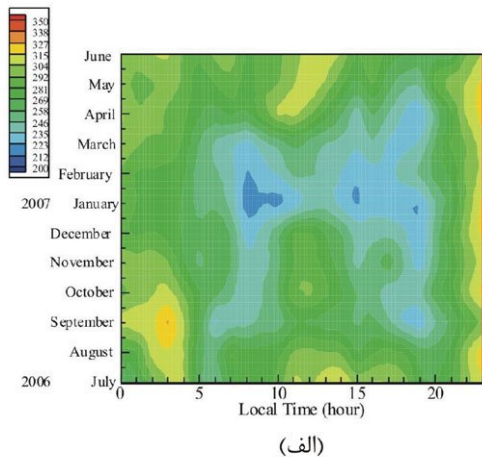 350
338
327
315
304
292
281
269
258
246
235
223
212
200
June
May
April
March
February
2007 January
December
November
October
September
August
2006 July
0 5 10 15 20
Local Time (hour)
(الف)